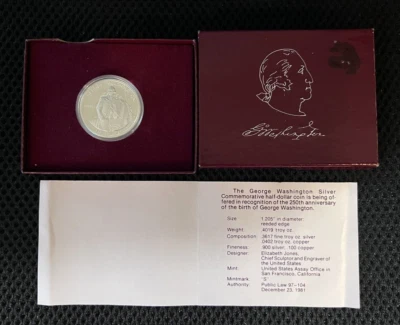 G Washington
The George Washington Silver
Commemorative half-dollar coin is being of-
fered in recognition of the 250th anniversary
of the birth of George Washington.
Size: 1.205" in diameter
reeded edge
Weight: .4019 troy oz.
Composition: .3617 fine troy oz. silver
.0402 troy oz. copper
Fineness: .900 silver, .100 copper
Designer: Elizabeth Jones,
Chief Sculptor and Engraver of
the United States
Mint: United States Assay Office in
San Francisco, California
Mintmark: "S"
Authority: Public Law 97-104,
December 23, 1981